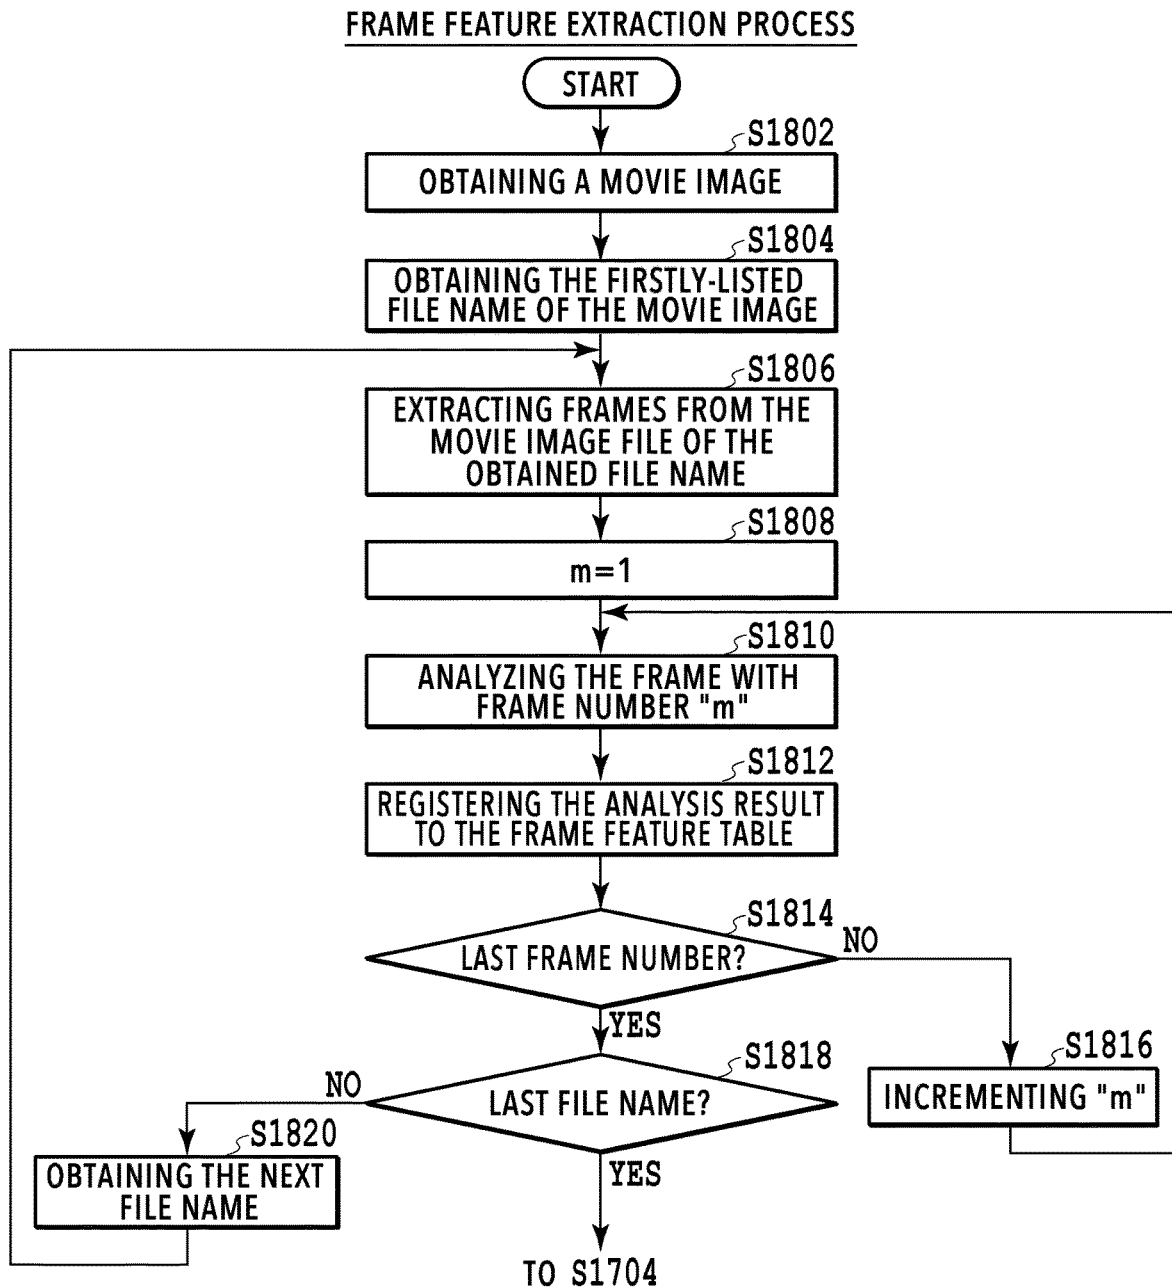 FRAME FEATURE EXTRACTION PROCESS
START
S1802
OBTAINING A MOVIE IMAGE
S1804
OBTAINING THE FIRSTLY-LISTED
FILE NAME OF THE MOVIE IMAGE
S1806
EXTRACTING FRAMES FROM THE
MOVIE IMAGE FILE OF THE
OBTAINED FILE NAME
S1808
m=1
S1810
ANALYZING THE FRAME WITH
FRAME NUMBER "m"
S1812
REGISTERING THE ANALYSIS RESULT
TO THE FRAME FEATURE TABLE
S1814
LAST FRAME NUMBER?
NO
YES
S1816
INCREMENTING "m"
S1818
LAST FILE NAME?
NO
S1820
OBTAINING THE NEXT
FILE NAME
YES
TO S1704